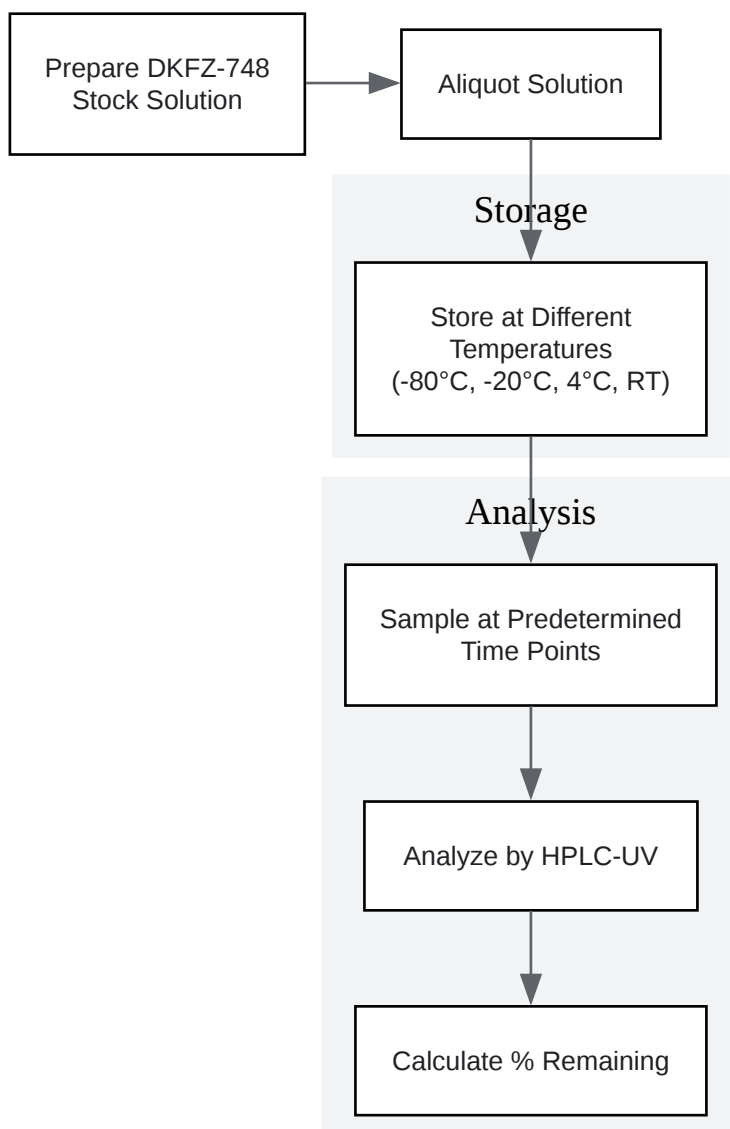 Prepare DKFZ-748
Stock Solution
Aliquot Solution
Storage
Store at Different
Temperatures
(-80°C, -20°C, 4°C, RT)
Analysis
Sample at Predetermined
Time Points
Analyze by HPLC-UV
Calculate % Remaining